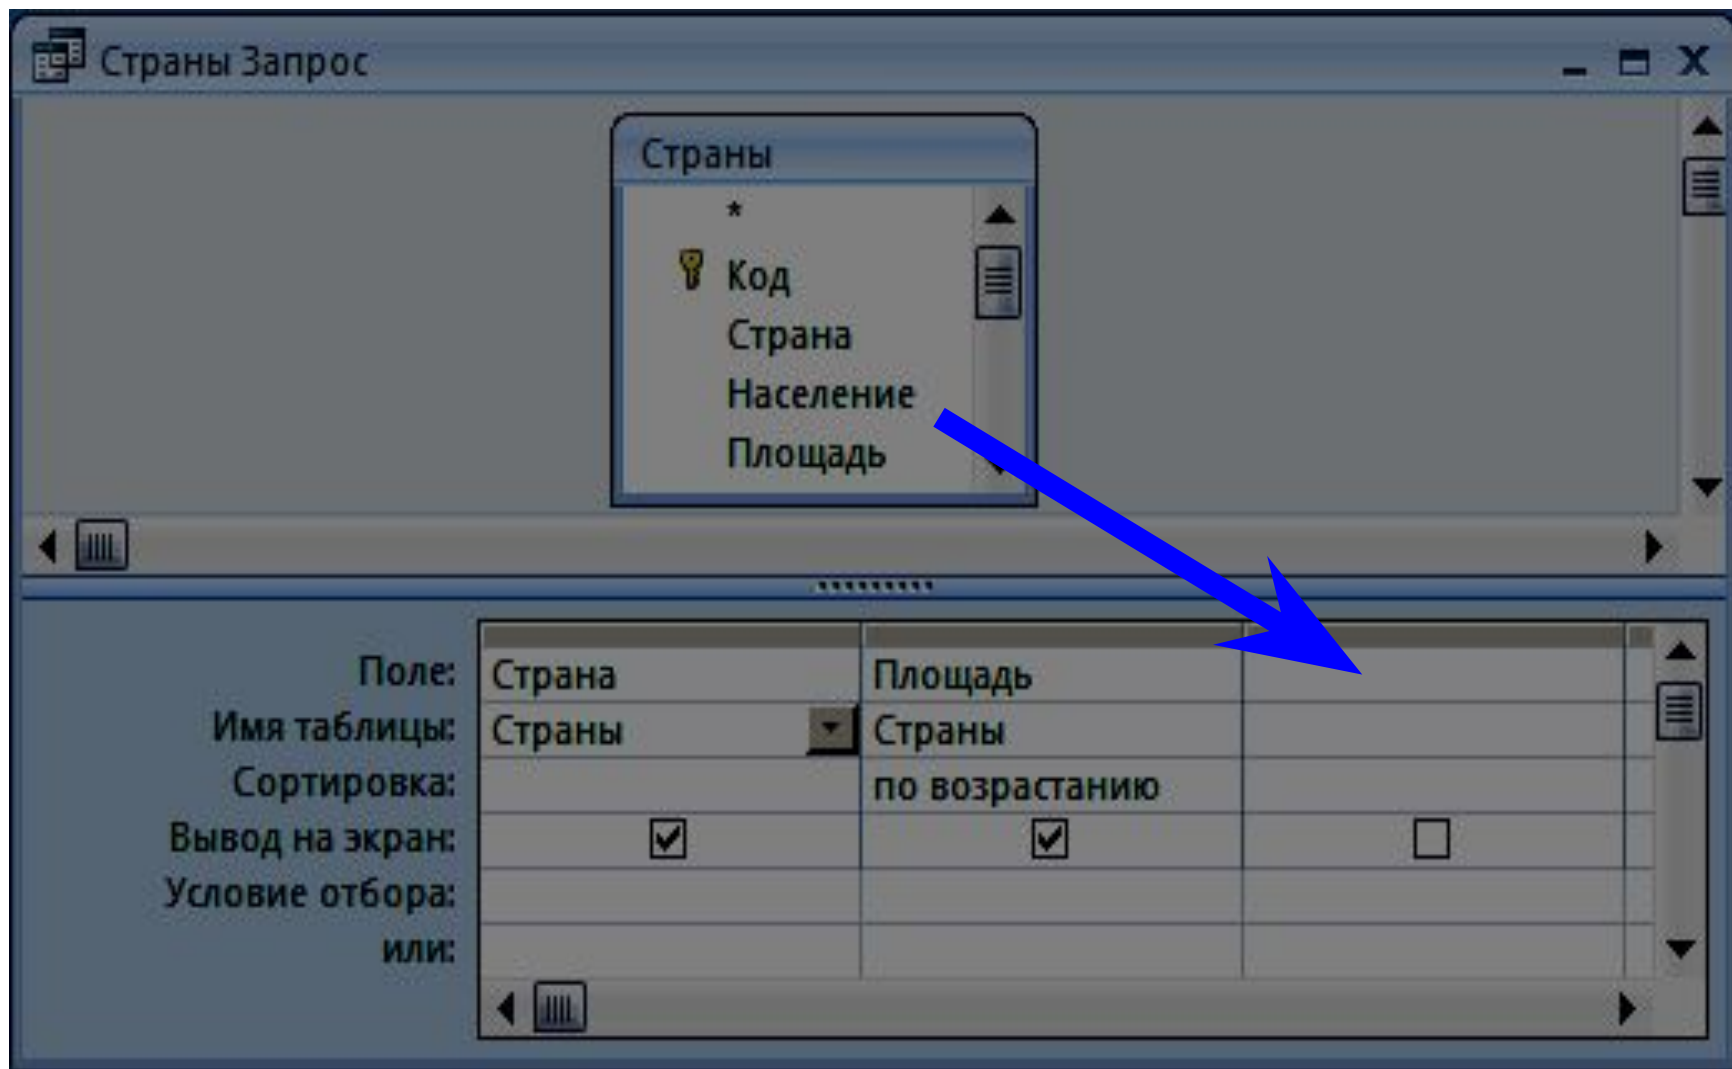 Страны Запрос
Страны
*
Код
Страна
Население
Площадь
Поле: Страна Площадь
Имя таблицы: Страны Страны
Сортировка: по возрастанию
Вывод на экран:
Условие отбора:
или: